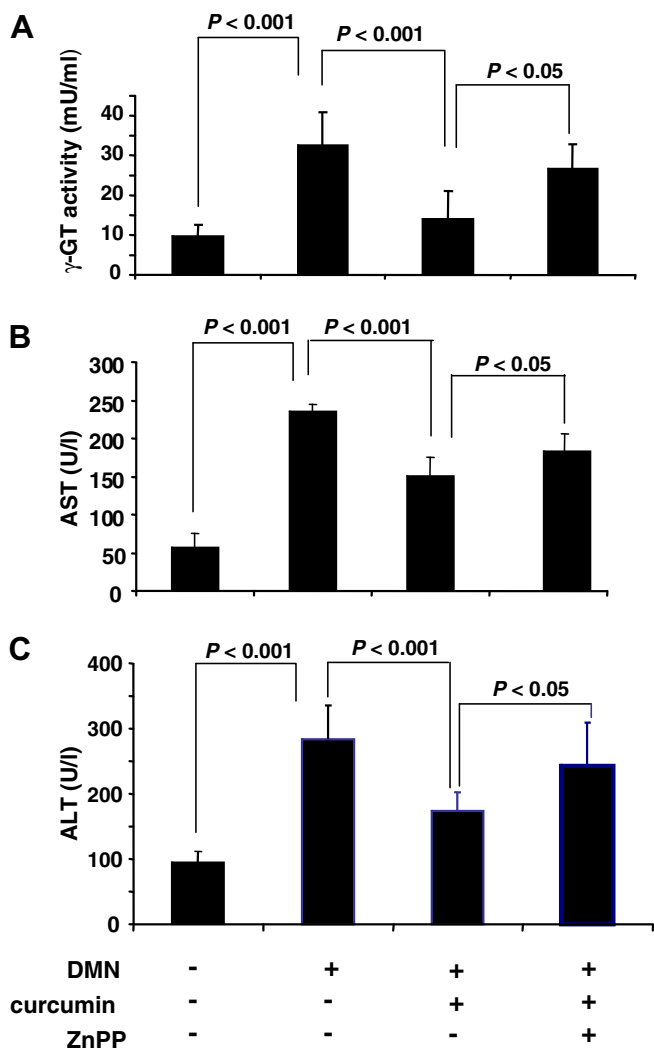 A
P < 0.001
P < 0.001
P < 0.05
γ-GT activity (mU/ml)
40
30
20
10
0
B
P < 0.001
P < 0.001
P < 0.05
AST (U/l)
300
250
200
150
100
50
0
C
P < 0.001
P < 0.001
P < 0.05
ALT (U/l)
400
300
200
100
0
DMN - + + +
curcumin - - + +
ZnPP - - - +